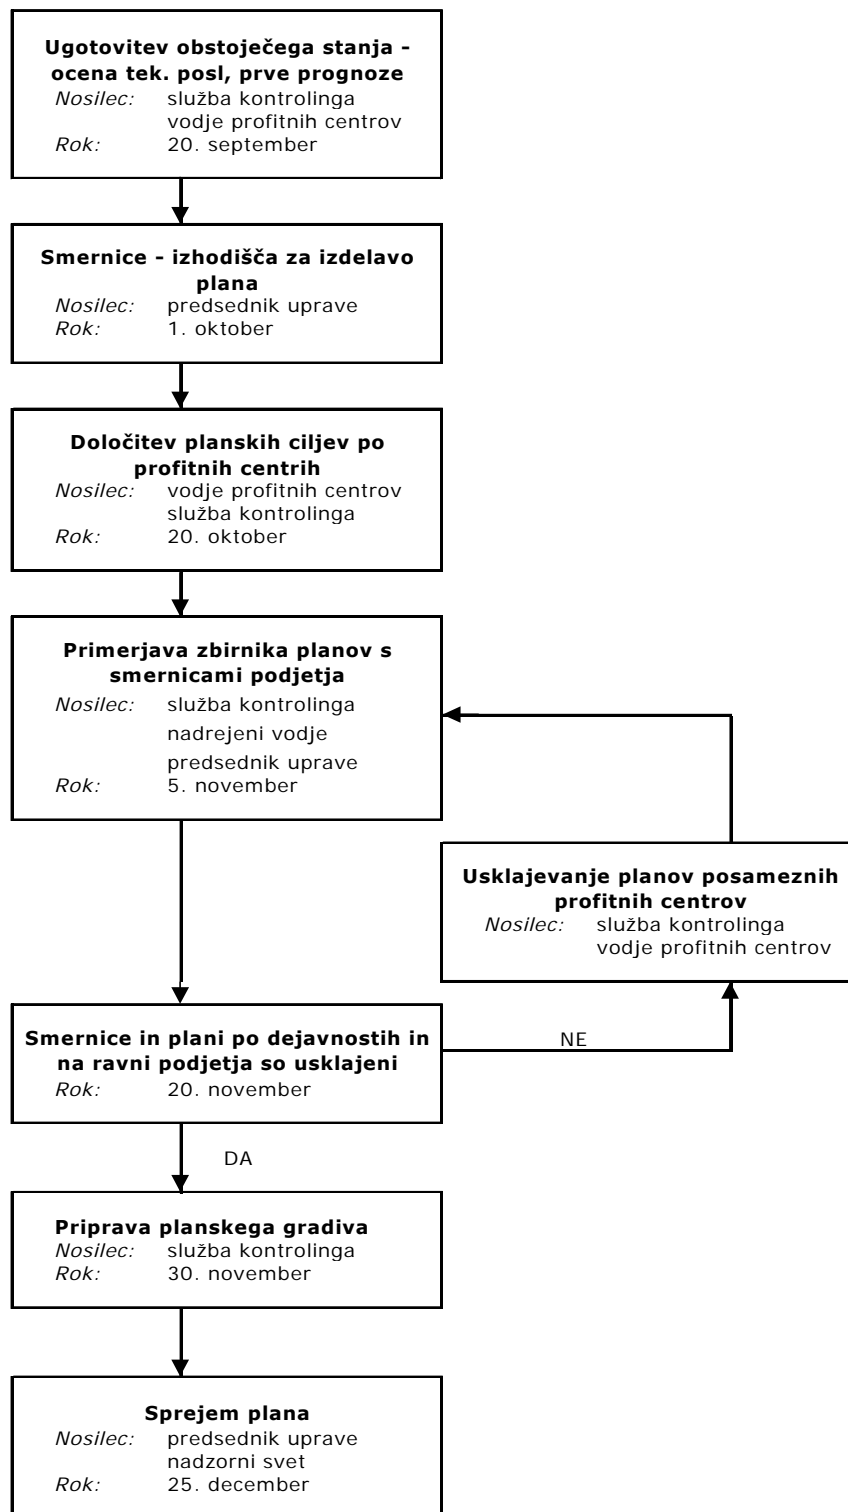 Ugotovitev obstoječega stanja -
ocena tek. posl, prve prognoze
Nosilec: služba kontrolinga
vodje profitnih centrov
Rok: 20. september
Smernice - izhodišča za izdelavo
plana
Nosilec: predsednik uprave
Rok: 1. oktober
Določitev planskih ciljev po
profitnih centrih
Nosilec: vodje profitnih centrov
služba kontrolinga
Rok: 20. oktober
Primerjava zbirnika planov s
smernicami podjetja
Nosilec: služba kontrolinga
nadrejeni vodje
predsednik uprave
Rok: 5. november
Usklajevanje planov posameznih
profitnih centrov
Nosilec: služba kontrolinga
vodje profitnih centrov
Smernice in plani po dejavnostih in
na ravni podjetja so usklajeni
Rok: 20. november
NE
DA
Priprava planskega gradiva
Nosilec: služba kontrolinga
Rok: 30. november
Sprejem plana
Nosilec: predsednik uprave
nadzorni svet
Rok: 25. december